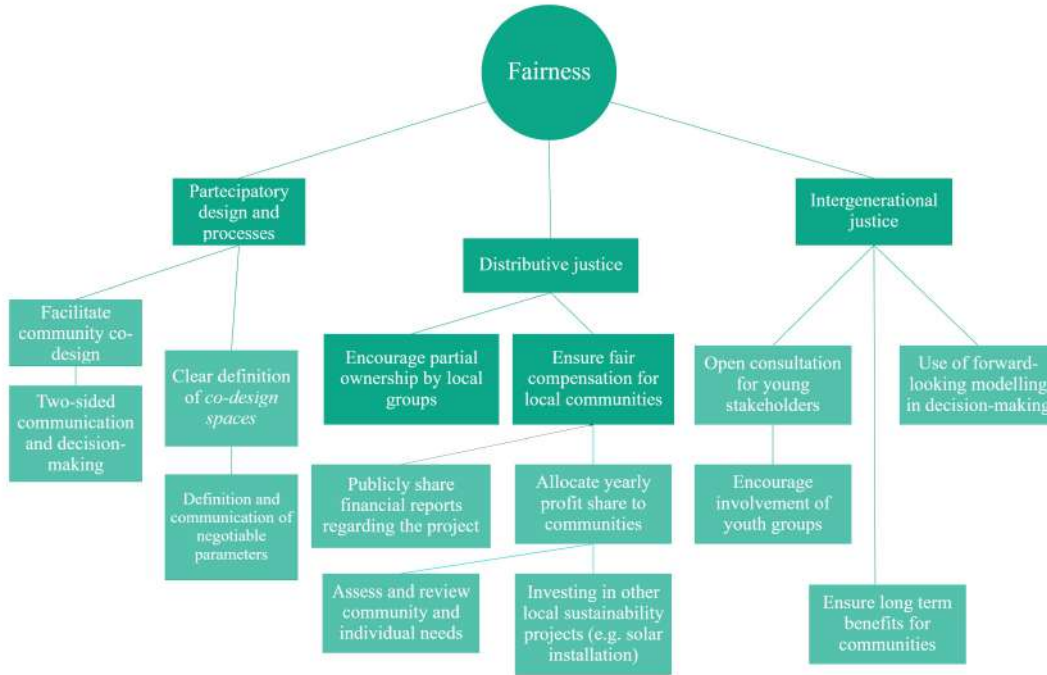 Fairness
Partecipatory
design and
processes
Intergenerational
justice
Distributive justice
Facilitate
community co-
design
Clear definition
of co-design
spaces
Encourage partial
ownership by local
groups
Ensure fair
compensation for
local communities
Open consultation
for young
stakeholders
Use of forward-
looking modelling
in decision-making
Two-sided
communication
and decision-
making
Definition and
communication of
negotiable
parameters
Publicly share
financial reports
regarding the project
Allocate yearly
profit share to
communities
Encourage
involvement of
youth groups
Assess and review
community and
individual needs
Investing in other
local sustainability
projects (e.g. solar
installation)
Ensure long term
benefits for
communities